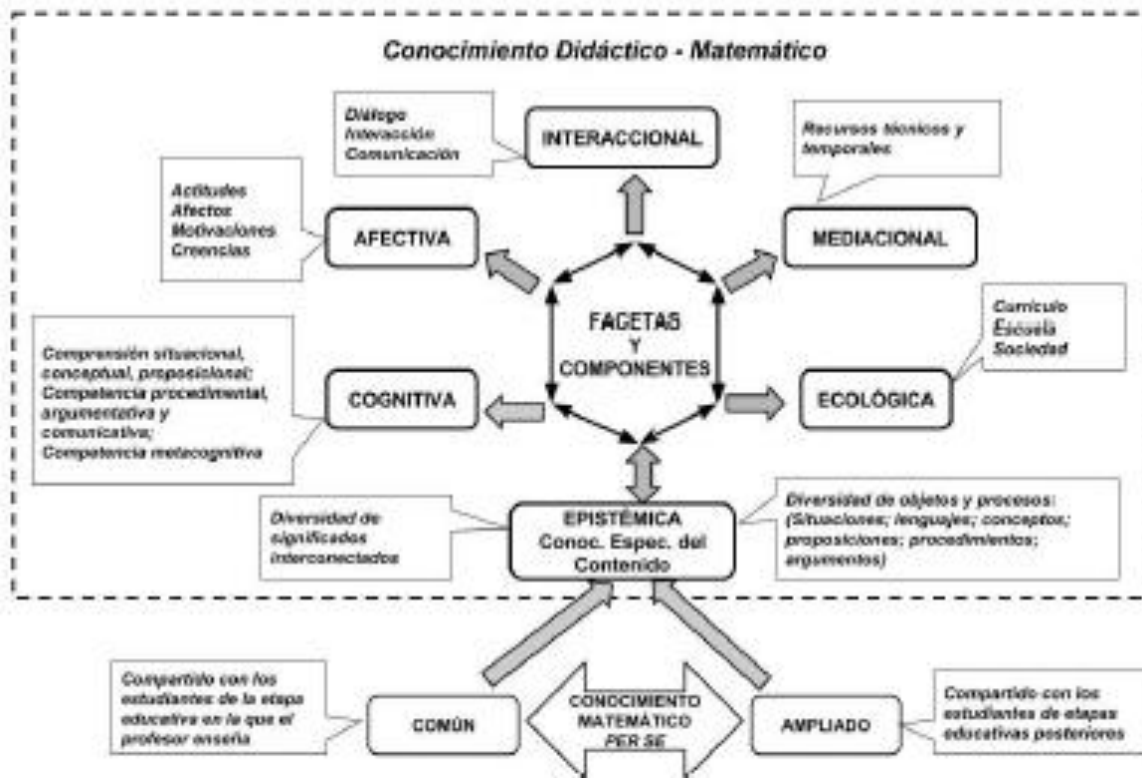 Conocimiento Didáctico - Matemático
Diálogo
Interacción
Comunicación
INTERACCIONAL
Recursos técnicos y
temporales
Actitudes
Afectos
Motivaciones
Creencias
AFECTIVA
MEDIACIONAL
FACETAS
Y
COMPONENTES
Currículo
Escuela
Sociedad
Comprensión situacional,
conceptual, proposicional;
Competencia procedimental,
argumentativa y
comunicativa;
Competencia metacognitiva
COGNITIVA
ECOLÓGICA
Diversidad de
significados
interconectados
EPISTÉMICA
Conoc. Espec. del
Contenido
Diversidad de objetos y procesos:
(Situaciones; lenguajes; conceptos;
proposiciones; procedimientos;
argumentos)
Compartido con los
estudiantes de la etapa
educativa en la que el
profesor enseña
COMÚN
CONOCIMIENTO
MATEMÁTICO
PER SE
AMPLIADO
Compartido con los
estudiantes de etapas
educativas posteriores